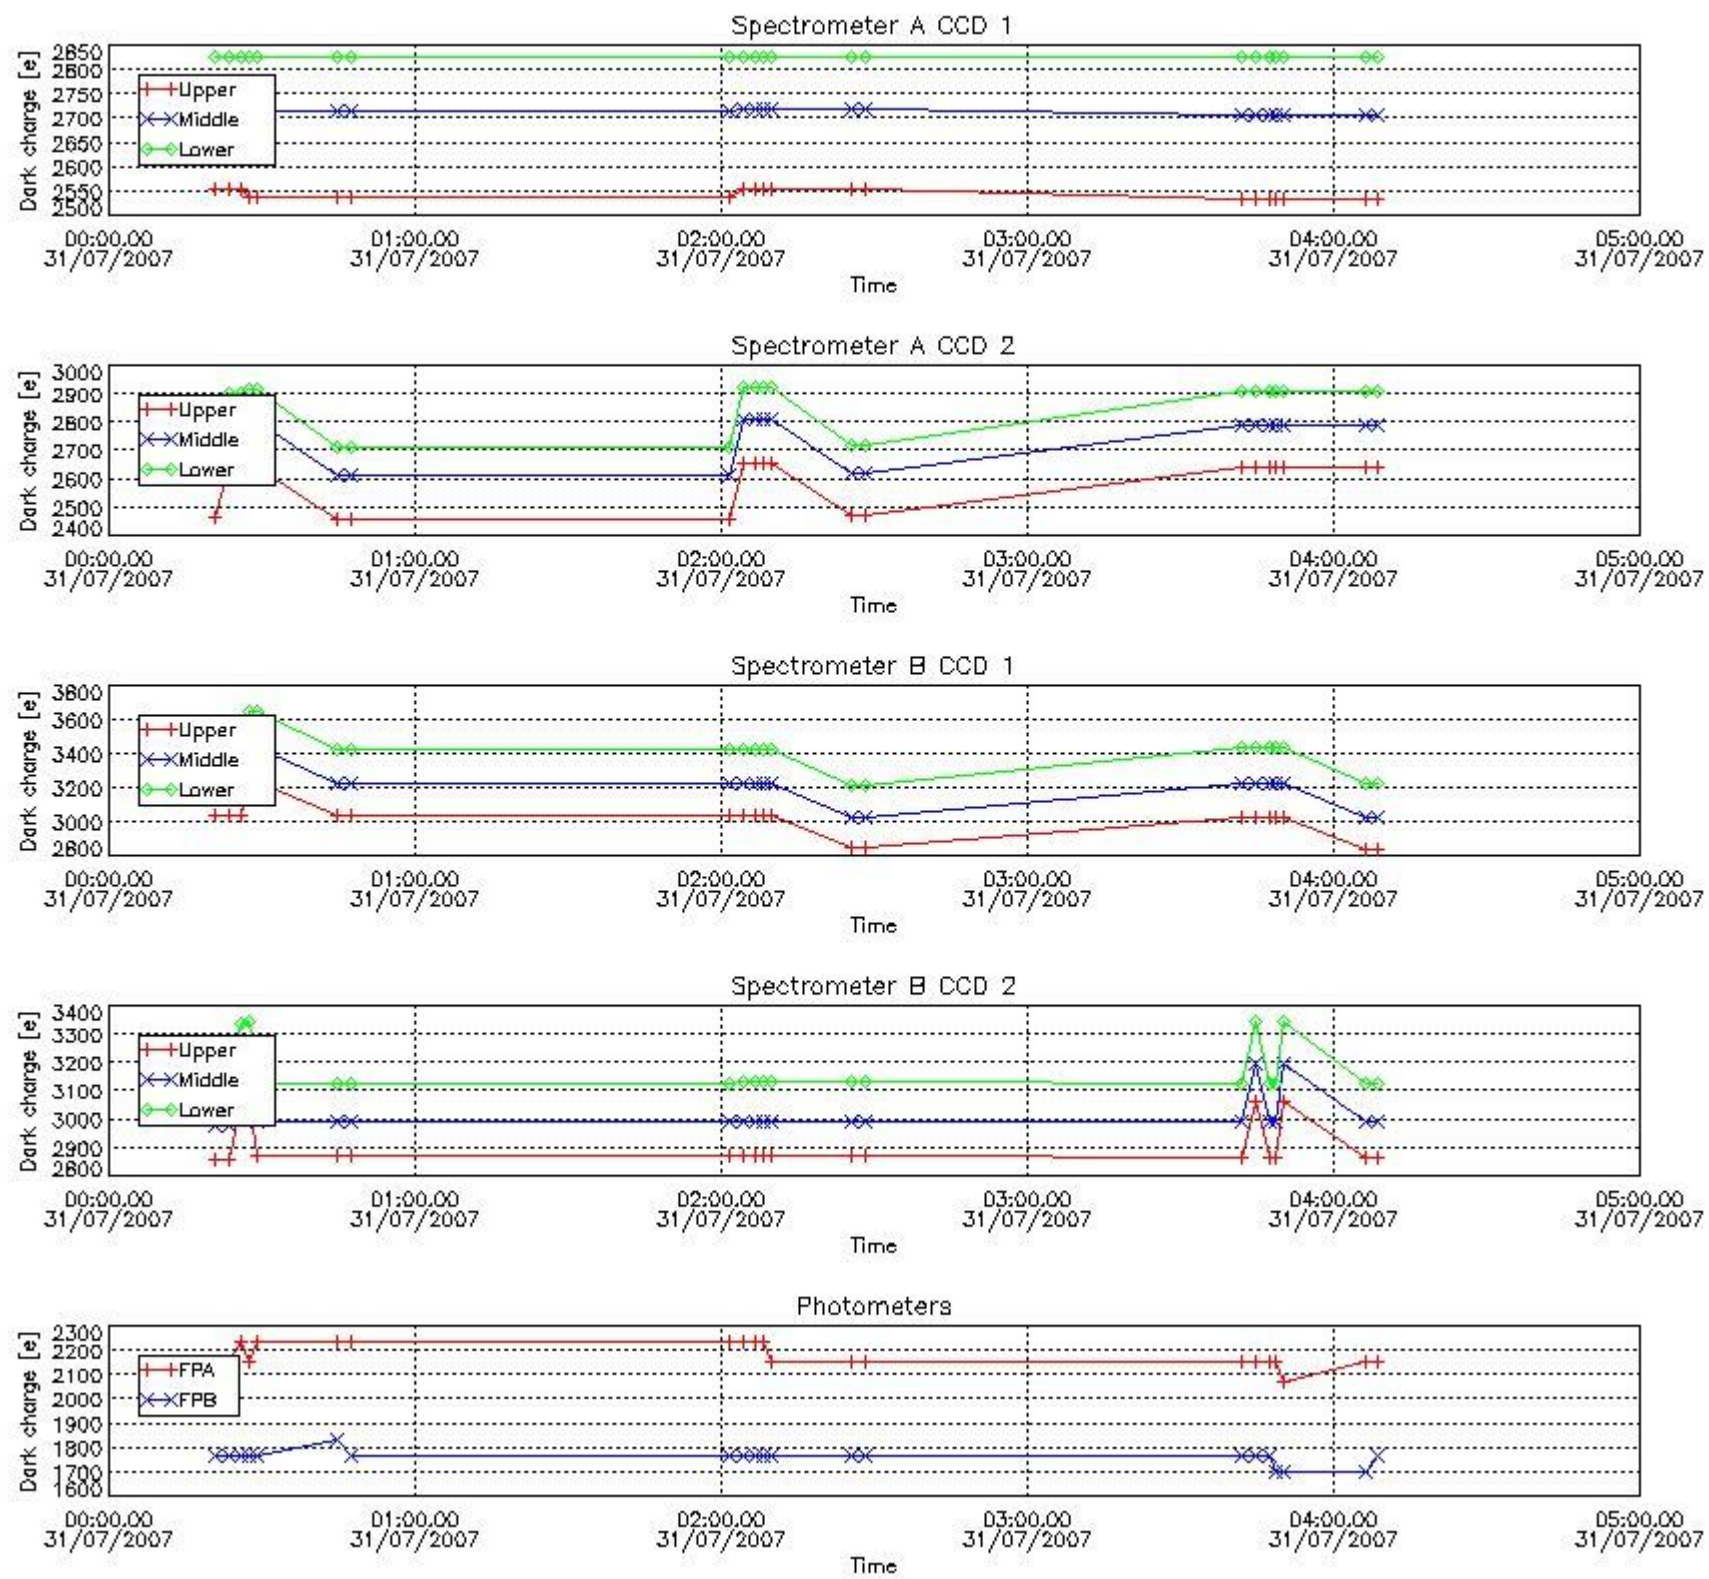 Spectrometer A CCD 1
Dark charge [e]
2850
2800
2750
2700
2650
2600
2550
2500
Upper
Middle
Lower
00:00.00 01:00.00 02:00.00 03:00.00 04:00.00 05:00.00
31/07/2007 31/07/2007 31/07/2007 31/07/2007 31/07/2007 31/07/2007
Time
Spectrometer A CCD 2
Dark charge [e]
3000
2900
2800
2700
2600
2500
2400
Upper
Middle
Lower
00:00.00 01:00.00 02:00.00 03:00.00 04:00.00 05:00.00
31/07/2007 31/07/2007 31/07/2007 31/07/2007 31/07/2007 31/07/2007
Time
Spectrometer B CCD 1
Dark charge [e]
3800
3600
3400
3200
3000
2800
Upper
Middle
Lower
00:00.00 01:00.00 02:00.00 03:00.00 04:00.00 05:00.00
31/07/2007 31/07/2007 31/07/2007 31/07/2007 31/07/2007 31/07/2007
Time
Spectrometer B CCD 2
Dark charge [e]
3400
3300
3200
3100
3000
2900
2800
Upper
Middle
Lower
00:00.00 01:00.00 02:00.00 03:00.00 04:00.00 05:00.00
31/07/2007 31/07/2007 31/07/2007 31/07/2007 31/07/2007 31/07/2007
Time
Photometers
Dark charge [e]
2300
2200
2100
2000
1900
1800
1700
1600
FPA
FPB
00:00.00 01:00.00 02:00.00 03:00.00 04:00.00 05:00.00
31/07/2007 31/07/2007 31/07/2007 31/07/2007 31/07/2007 31/07/2007
Time